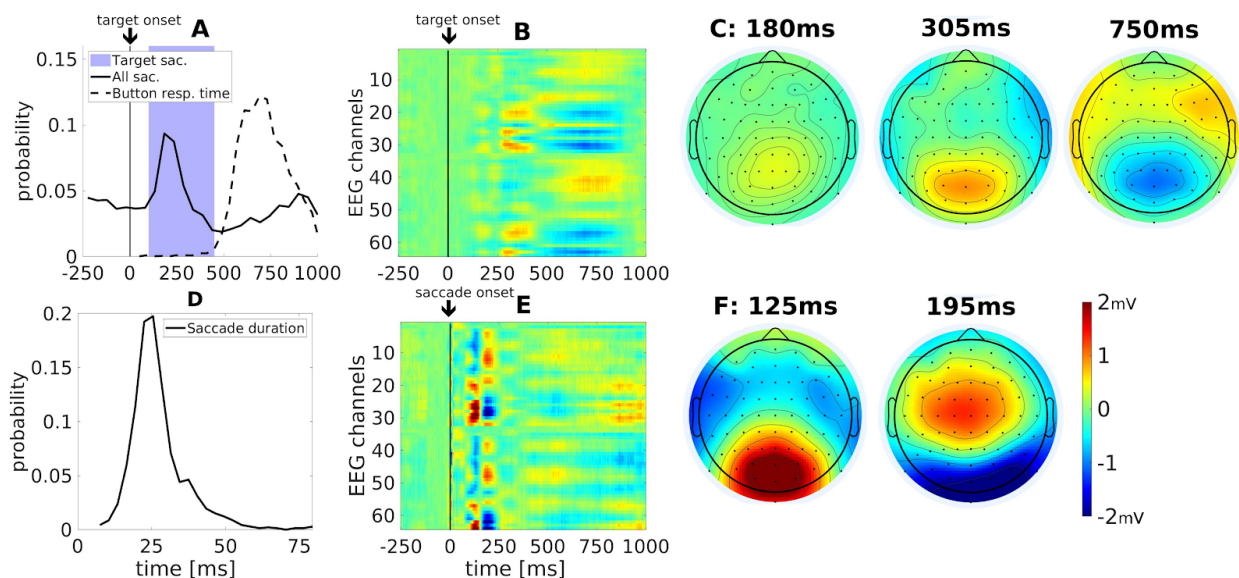 target onset
A
0.15
0.1
0.05
0
probability
Target sac.
All sac.
Button resp. time
-250
0
250
500
750
1000
target onset
B
EEG channels
10
20
30
40
50
60
-250
0
250
500
750
1000
C: 180ms
305ms
750ms
D
0.2
0.15
0.1
0.05
0
probability
Saccade duration
0
25
50
75
time [ms]
saccade onset
E
EEG channels
10
20
30
40
50
60
-250
0
250
500
750
1000
time [ms]
F: 125ms
195ms
2mV
1
0
-1
-2mV